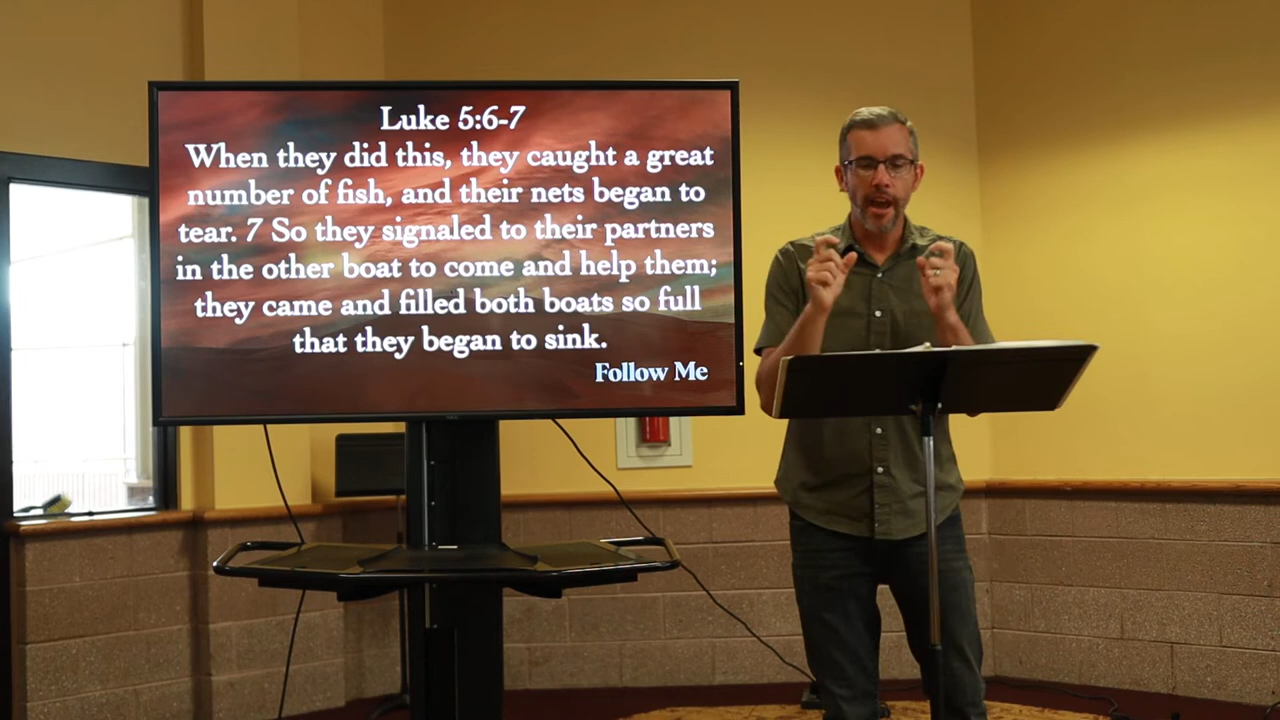 Luke 5:6-7
When they did this, they caught a great
number of fish, and their nets began to
tear. 7 So they signaled to their partners
in the other boat to come and help them;
they came and filled both boats so full
that they began to sink.
Follow Me